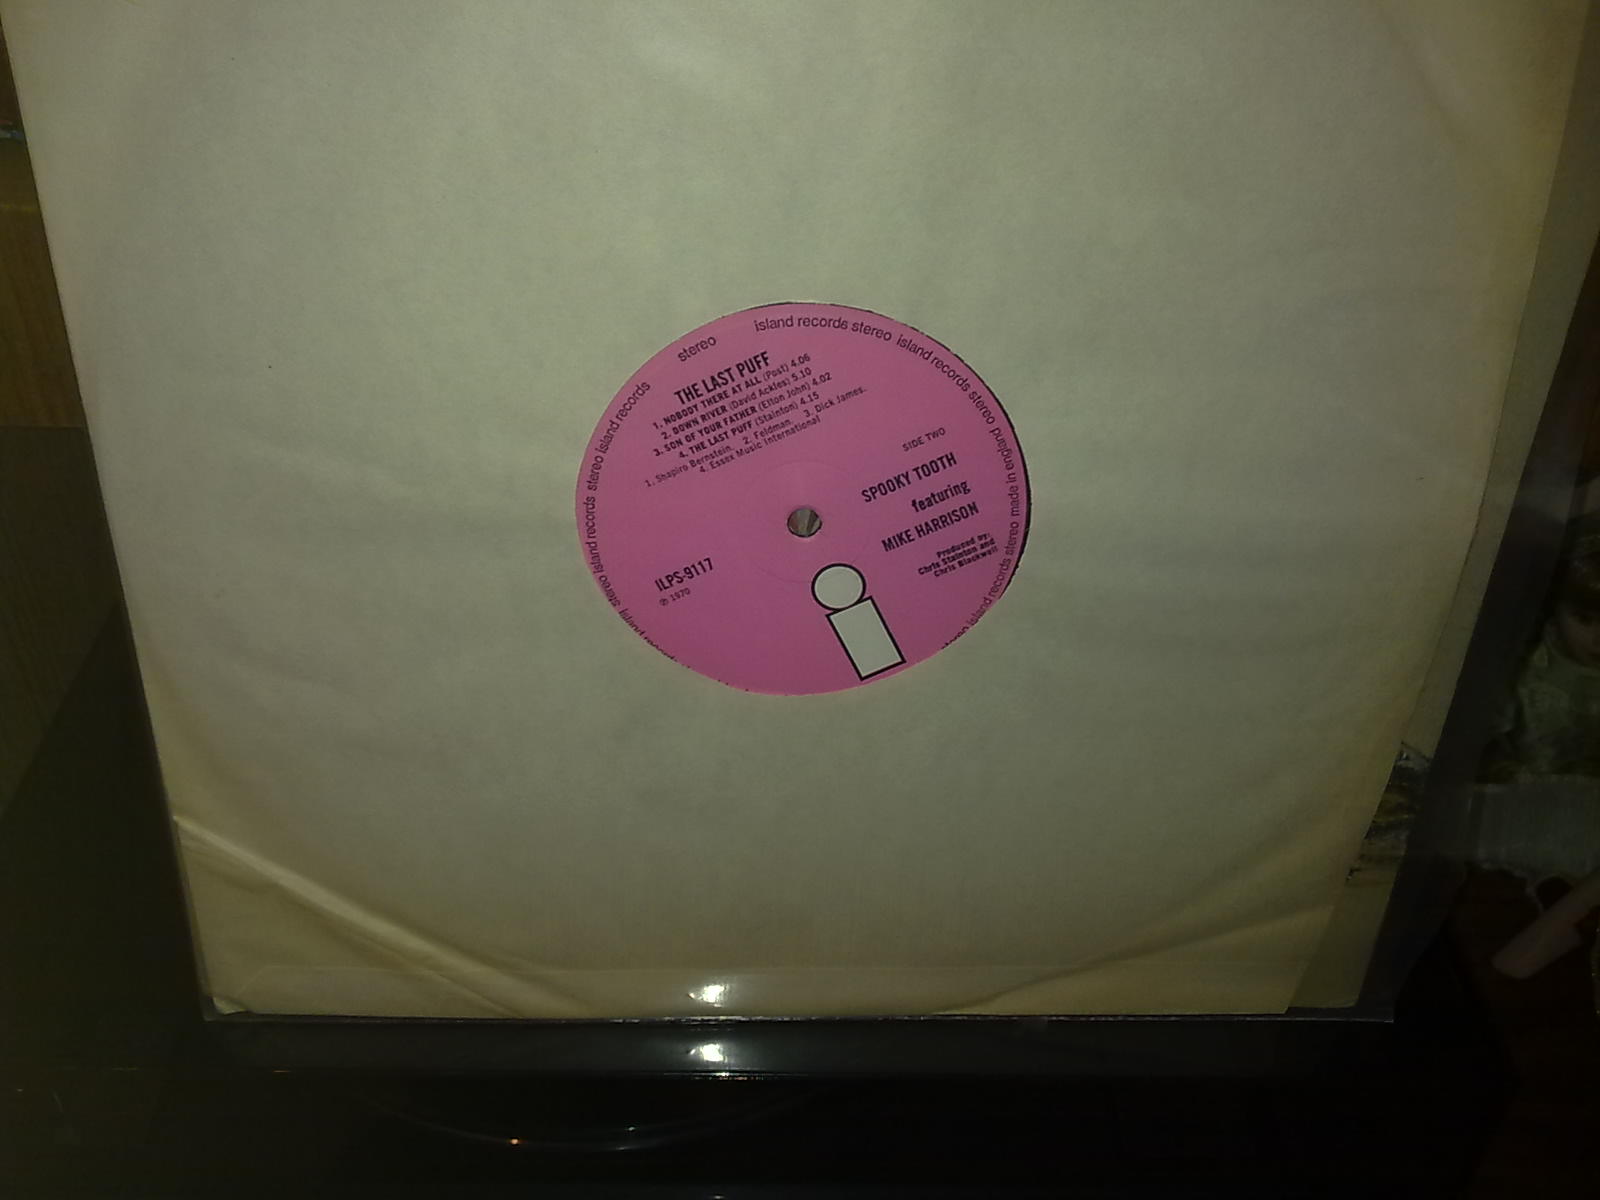 island records stereo island records stereo made in england
stereo island records stereo island records stereo island records stereo
THE LAST PUFF
1. NOBODY THERE AT ALL (Post) 4.06
2. DOWN RIVER (David Ackles) 5.10
3. SON OF YOUR FATHER (Elton John) 4.02
4. THE LAST PUFF (Stainton) 4.15
1. Shapiro Bernstein. 2. Feldman. 3. Dick James.
4. Essex Music International
SIDE TWO
SPOOKY TOOTH
featuring
MIKE HARRISON
Produced by:
Chris Stainton and
Chris Blackwell
ILPS-9117
℗ 1970